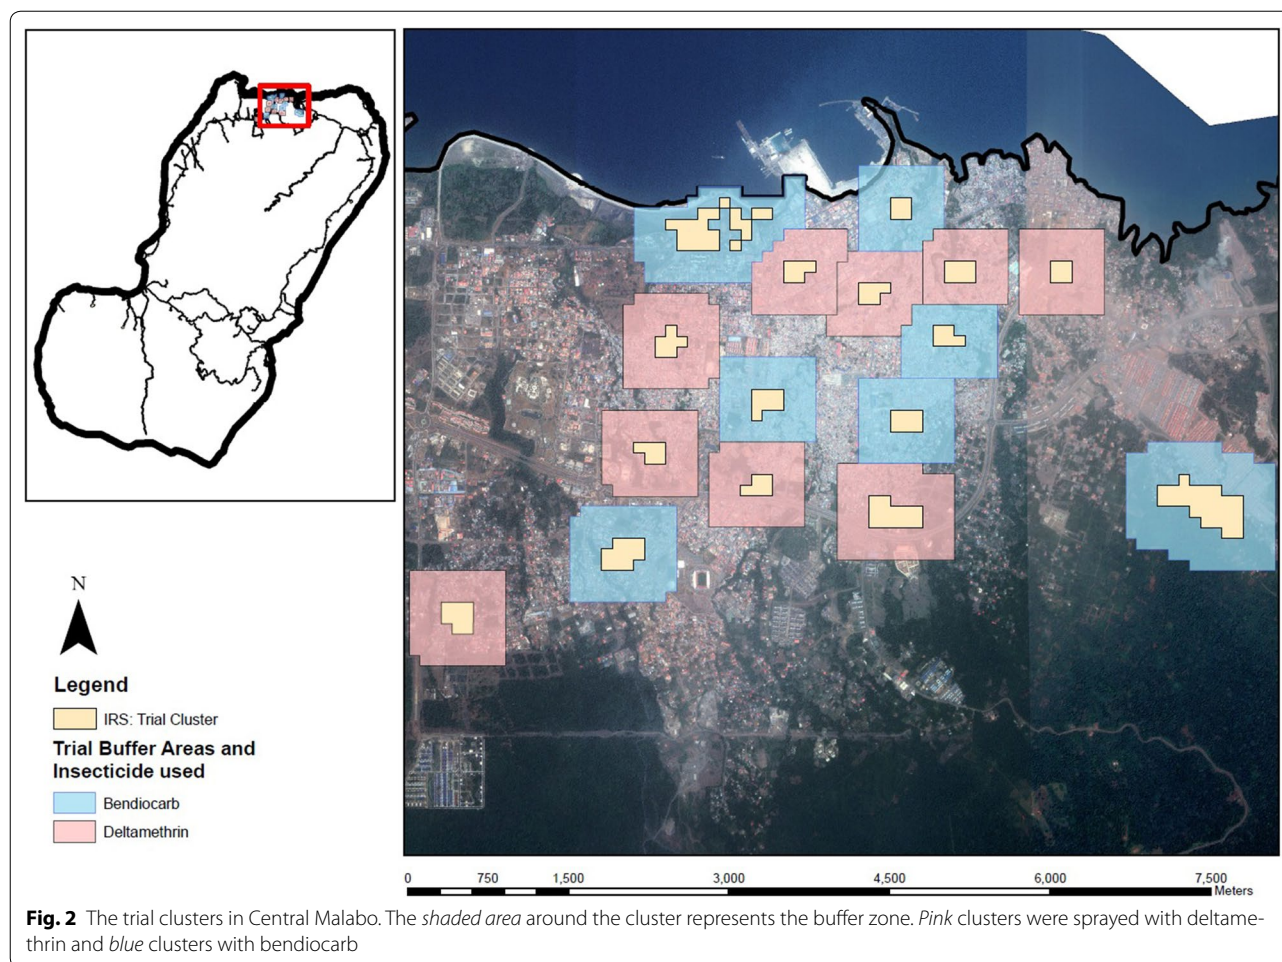 N
Legend
IRS: Trial Cluster
Trial Buffer Areas and
Insecticide used
Bendiocarb
Deltamethrin
0 750 1,500 3,000 4,500 6,000 7,500
Meters
Fig. 2 The trial clusters in Central Malabo. The shaded area around the cluster represents the buffer zone. Pink clusters were sprayed with deltame-
thrin and blue clusters with bendiocarb